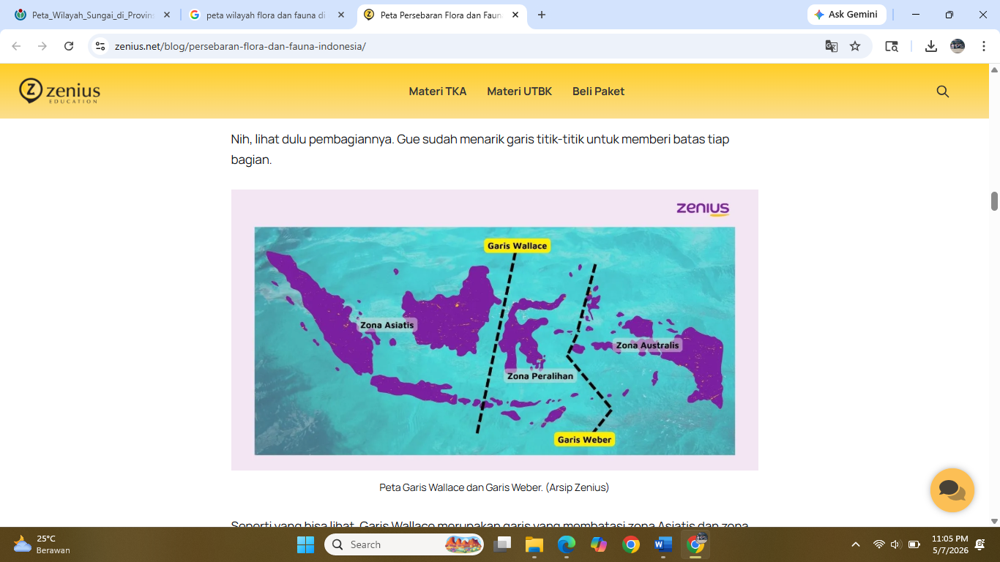 Peta_Wilayah_Sungai_di_Provins
peta wilayah flora dan fauna di
Peta Persebaran Flora dan Faun
Ask Gemini
zenius.net/blog/persebaran-flora-dan-fauna-indonesia/
zenius
EDUCATION
Materi TKA
Materi UTBK
Beli Paket
Nih, lihat dulu pembagiannya. Gue sudah menarik garis titik-titik untuk memberi batas tiap
bagian.
zenius
Garis Wallace
Zona Asiatis
Zona Australis
Zona Peralihan
Garis Weber
Peta Garis Wallace dan Garis Weber. (Arsip Zenius)
Seperti yang bisa lihat, Garis Wallace merupakan garis yang membatasi zona Asiatis dan zona
25°C
Berawan
Search
11:05 PM
5/7/2026